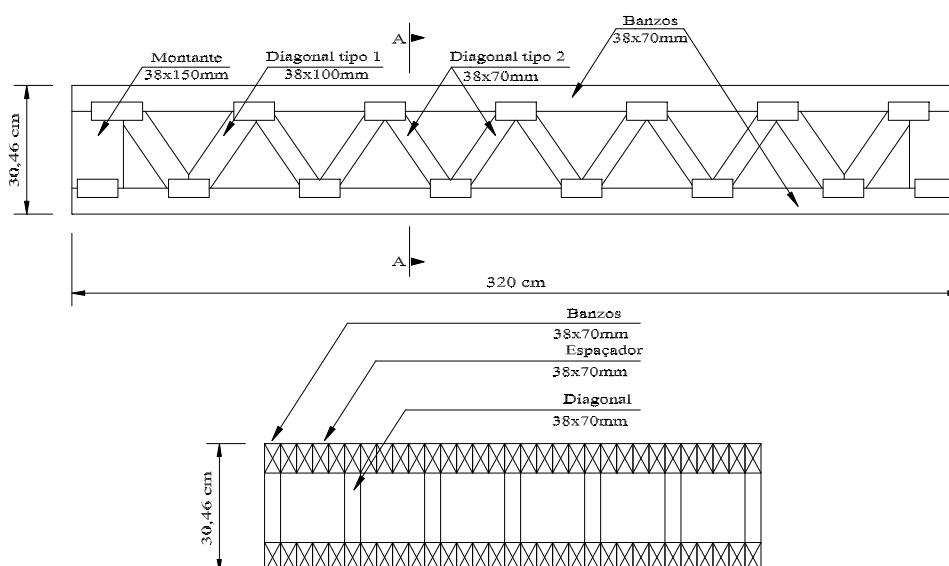 Banzos
38x70mm
A
Montante
38x150mm
Diagonal tipo 1
38x100mm
Diagonal tipo 2
38x70mm
30,46 cm
A
320 cm
Banzos
38x70mm
Espaçador
38x70mm
Diagonal
38x70mm
30,46 cm